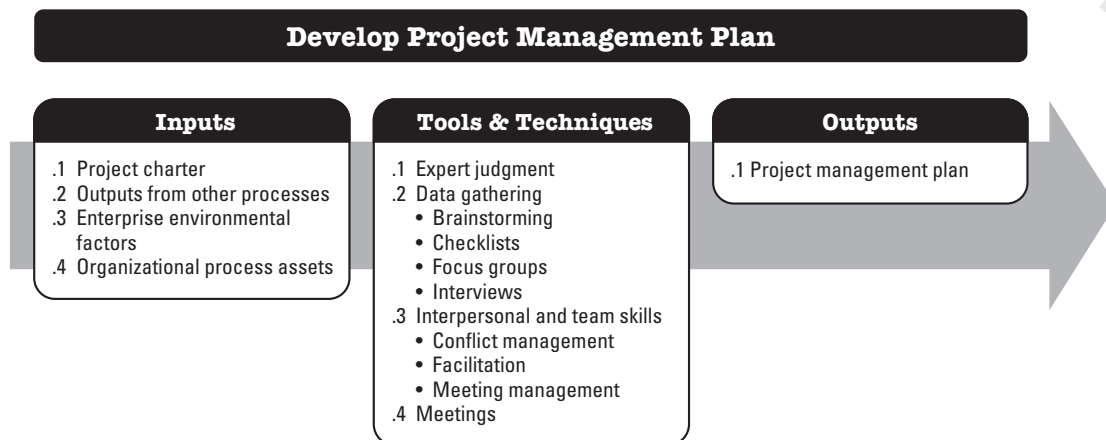 Develop Project Management Plan
Inputs
.1 Project charter
.2 Outputs from other processes
.3 Enterprise environmental
factors
.4 Organizational process assets
Tools & Techniques
.1 Expert judgment
.2 Data gathering
• Brainstorming
• Checklists
• Focus groups
• Interviews
.3 Interpersonal and team skills
• Conflict management
• Facilitation
• Meeting management
.4 Meetings
Outputs
.1 Project management plan